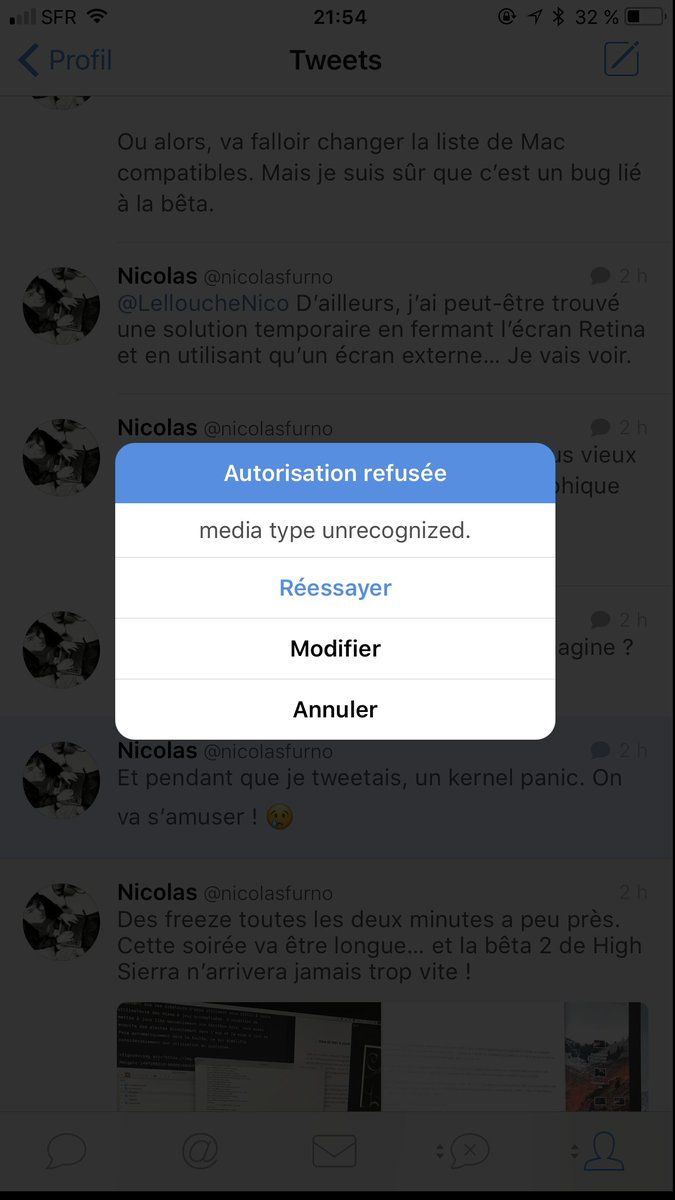 SFR 21:54 32 %
Profil Tweets
Ou alors, va falloir changer la liste de Mac
compatibles. Mais je suis sûr que c’est un bug lié
à la bêta.
Nicolas @nicolasfurno 2 h
@LelloucheNico D’ailleurs, j’ai peut-être trouvé
une solution temporaire en fermant l’écran Retina
et en utilisant qu’un écran externe… Je vais voir.
Nicolas @nicolasfurno 2 h
us vieux
phique
Autorisation refusée
media type unrecognized.
Réessayer
2 h
agine ?
Modifier
Annuler
Nicolas @nicolasfurno 2 h
Et pendant que je tweetais, un kernel panic. On
va s’amuser ! 😢
Nicolas @nicolasfurno 2 h
Des freeze toutes les deux minutes a peu près.
Cette soirée va être longue… et la bêta 2 de High
Sierra n’arrivera jamais trop vite !